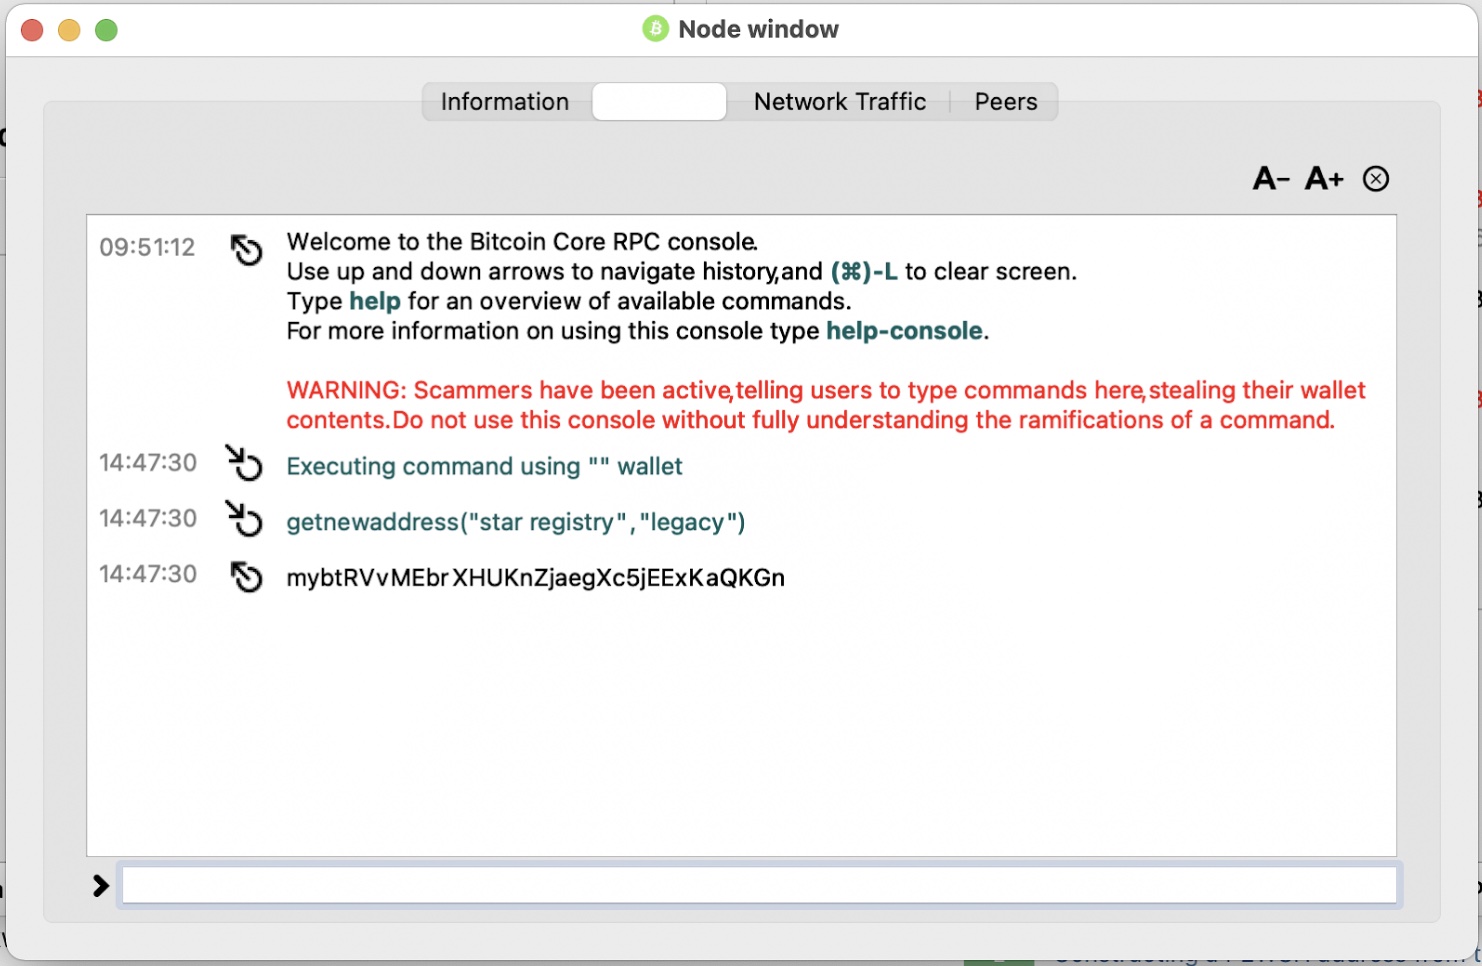 Node window
Information
Network Traffic
Peers
A- A+
09:51:12
Welcome to the Bitcoin Core RPC console.
Use up and down arrows to navigate history,and (⌘)-L to clear screen.
Type help for an overview of available commands.
For more information on using this console type help-console.
WARNING: Scammers have been active,telling users to type commands here,stealing their wallet
contents.Do not use this console without fully understanding the ramifications of a command.
14:47:30 Executing command using "" wallet
14:47:30 getnewaddress("star registry","legacy")
14:47:30 mybtRVvMEbrXHUKnZjaegXc5jEExKaQKGn